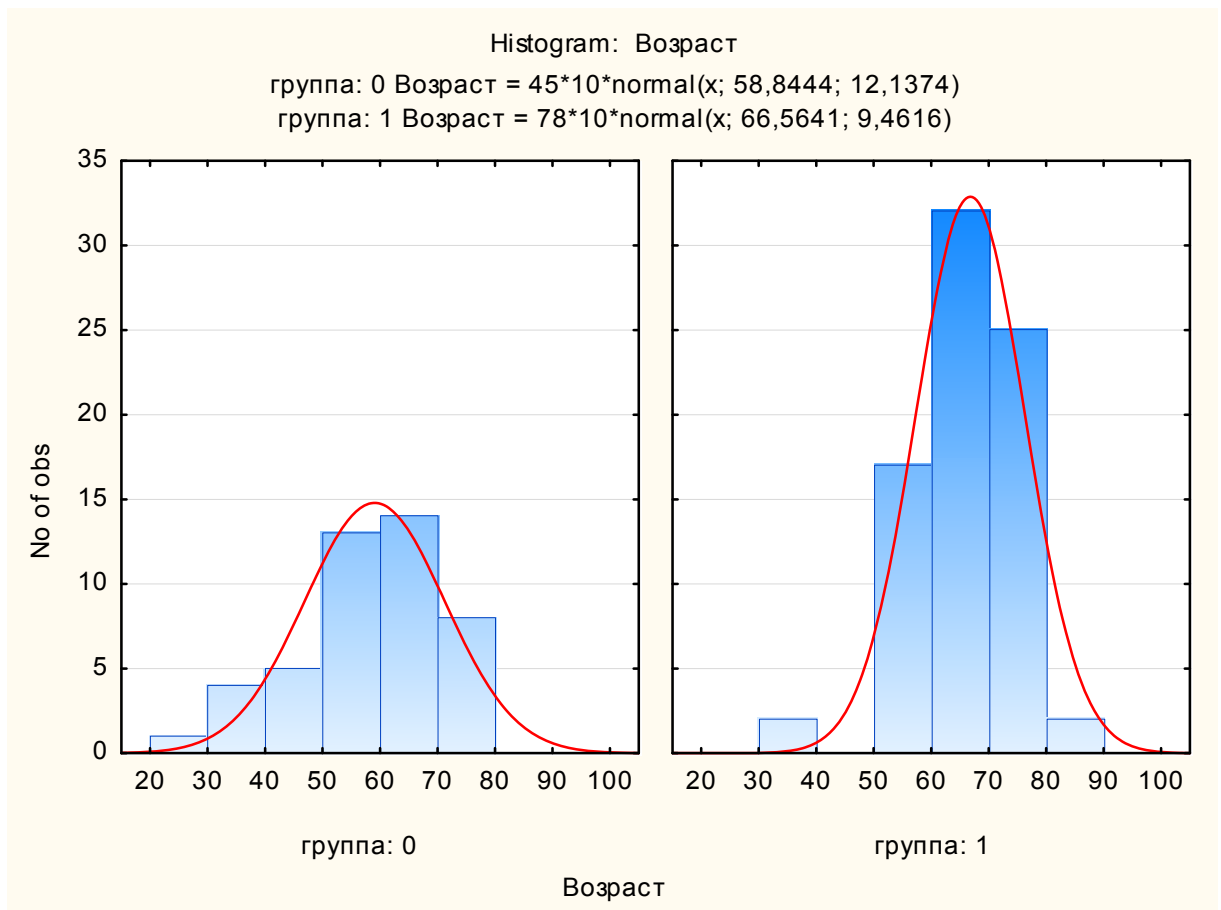 Histogram: Возраст
группа: 0 Возраст = 45*10*normal(x; 58,8444; 12,1374)
группа: 1 Возраст = 78*10*normal(x; 66,5641; 9,4616)
35
30
25
20
15
10
5
0
No of obs
20 30 40 50 60 70 80 90 100
20 30 40 50 60 70 80 90 100
группа: 0
группа: 1
Возраст